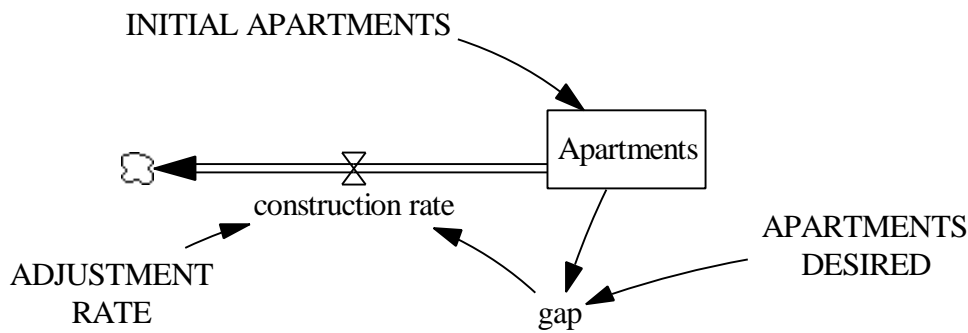 INITIAL APARTMENTS
Apartments
construction rate
APARTMENTS
DESIRED
ADJUSTMENT
RATE
gap